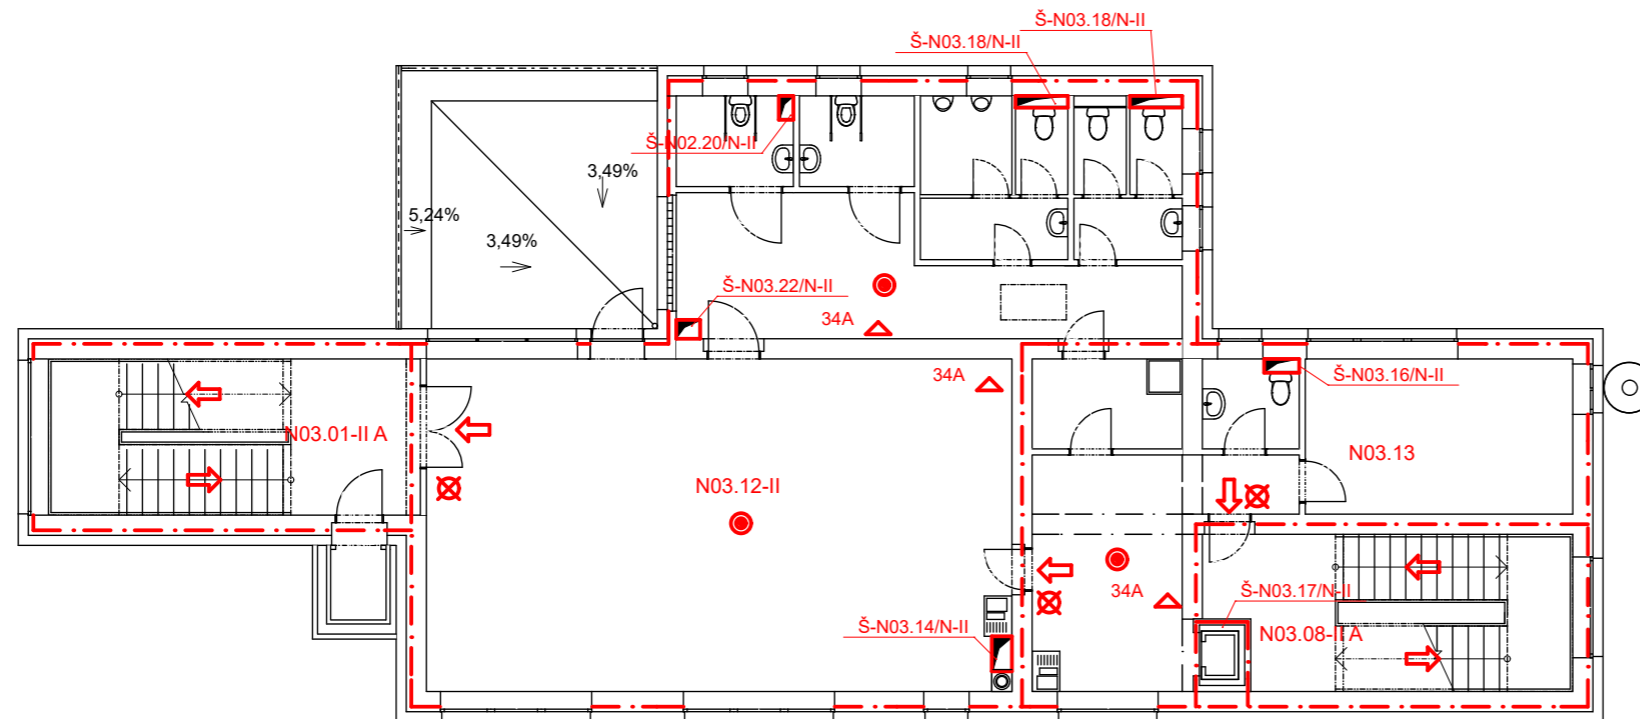 Š-N03.18/N-II
Š-N03.18/N-II
Š-N02.20/N-II
3,49%
5,24%
3,49%
Š-N03.22/N-II
34A
34A
Š-N03.16/N-II
N03.01-II A
N03.13
N03.12-II
34A
Š-N03.17/N-II
Š-N03.14/N-II
N03.08-II A